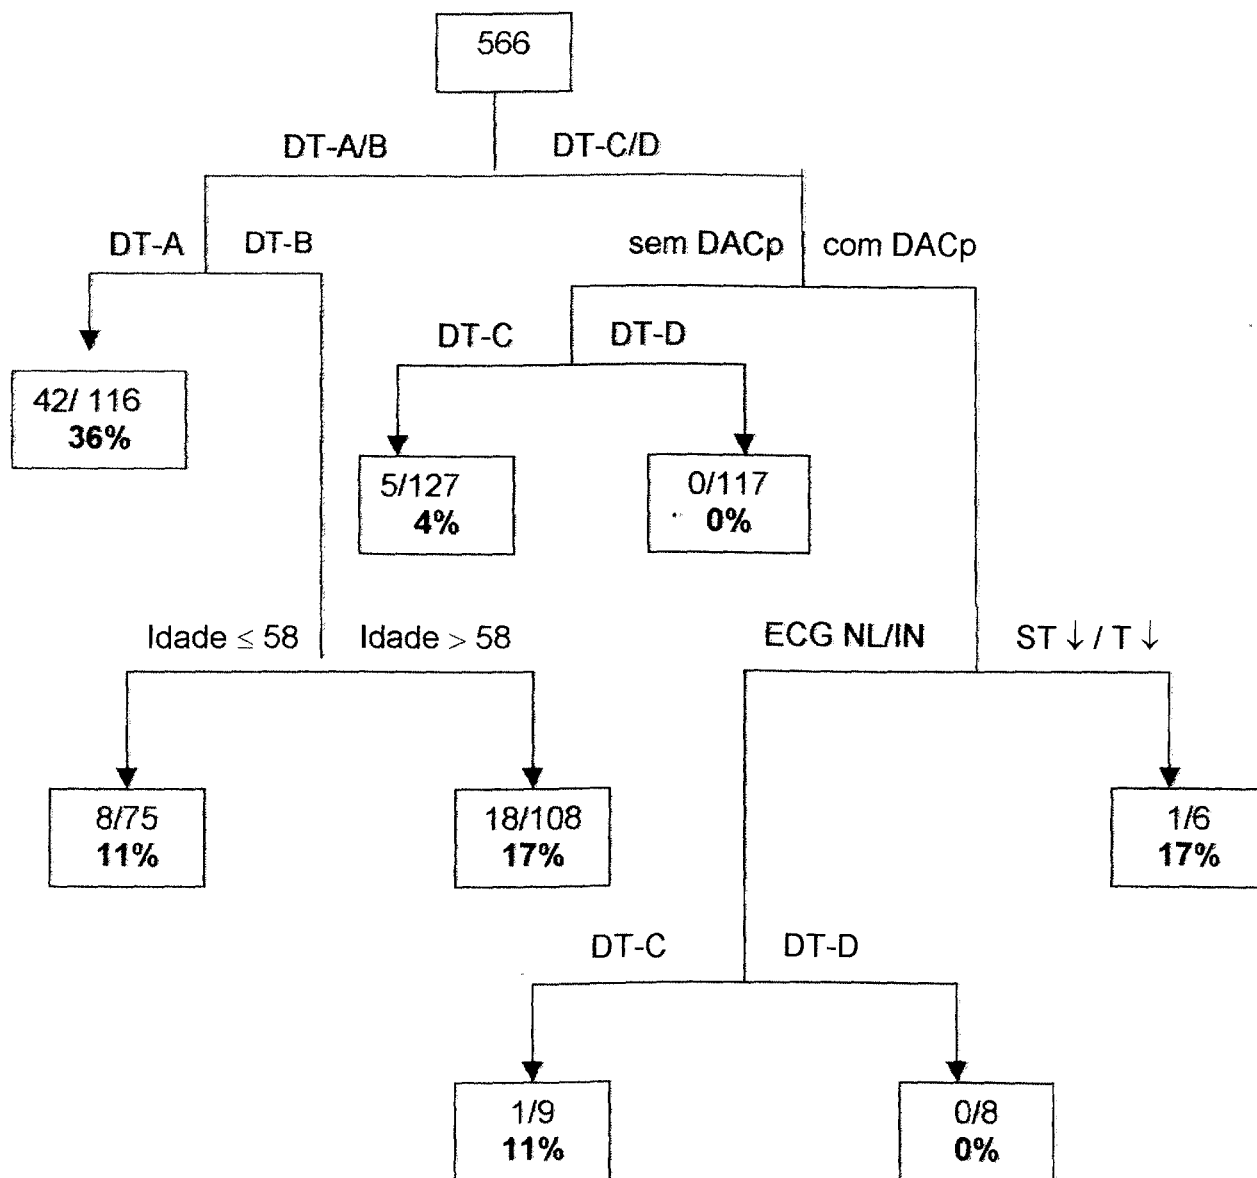 566
DT-A/B DT-C/D
DT-A DT-B
sem DACp com DACp
DT-C DT-D
42/ 116
36%
5/127
4%
0/117
0%
Idade ≤ 58 Idade > 58
ECG NL/IN ST ↓ / T ↓
8/75
11%
18/108
17%
1/6
17%
DT-C DT-D
1/9
11%
0/8
0%